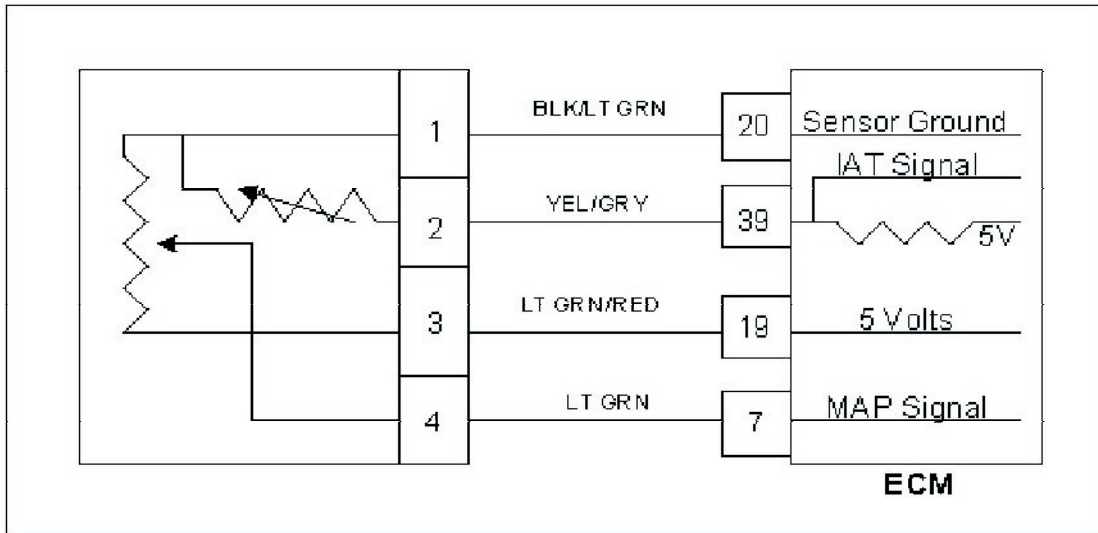 1 BLK/LT GRN 20 Sensor Ground
IAT Signal
2 YEL/GRY 39 5V
3 LT GRN/RED 19 5 Volts
4 LT GRN 7 MAP Signal
ECM